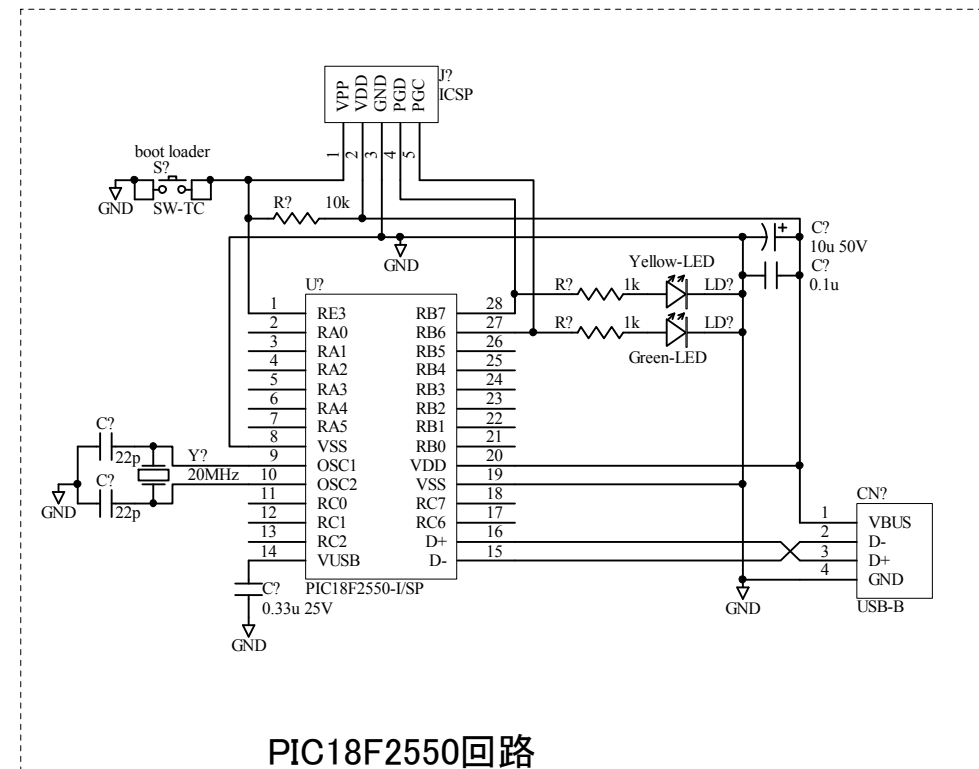 J?
ICSP
VPP
VDD
GND
PGD
PGC
1
2
3
4
5
boot loader
S?
GND
SW-TC
R?
10k
GND
C?
10u 50V
C?
0.1u
Yellow-LED
R?
1k
LD?
R?
1k
LD?
Green-LED
U?
1 RE3 RB7 28
2 RA0 RB6 27
3 RA1 RB5 26
4 RA2 RB4 25
5 RA3 RB3 24
6 RA4 RB2 23
7 RA5 RB1 22
8 VSS RB0 21
9 OSC1 VDD 20
10 OSC2 VSS 19
11 RC0 RC7 18
12 RC1 RC6 17
13 RC2 D+ 16
14 VUSB D- 15
PIC18F2550-I/SP
C?
22p
Y?
20MHz
C?
22p
GND
C?
0.33u 25V
GND
CN?
1 VBUS
2 D-
3 D+
4 GND
USB-B
GND
PIC18F2550回路